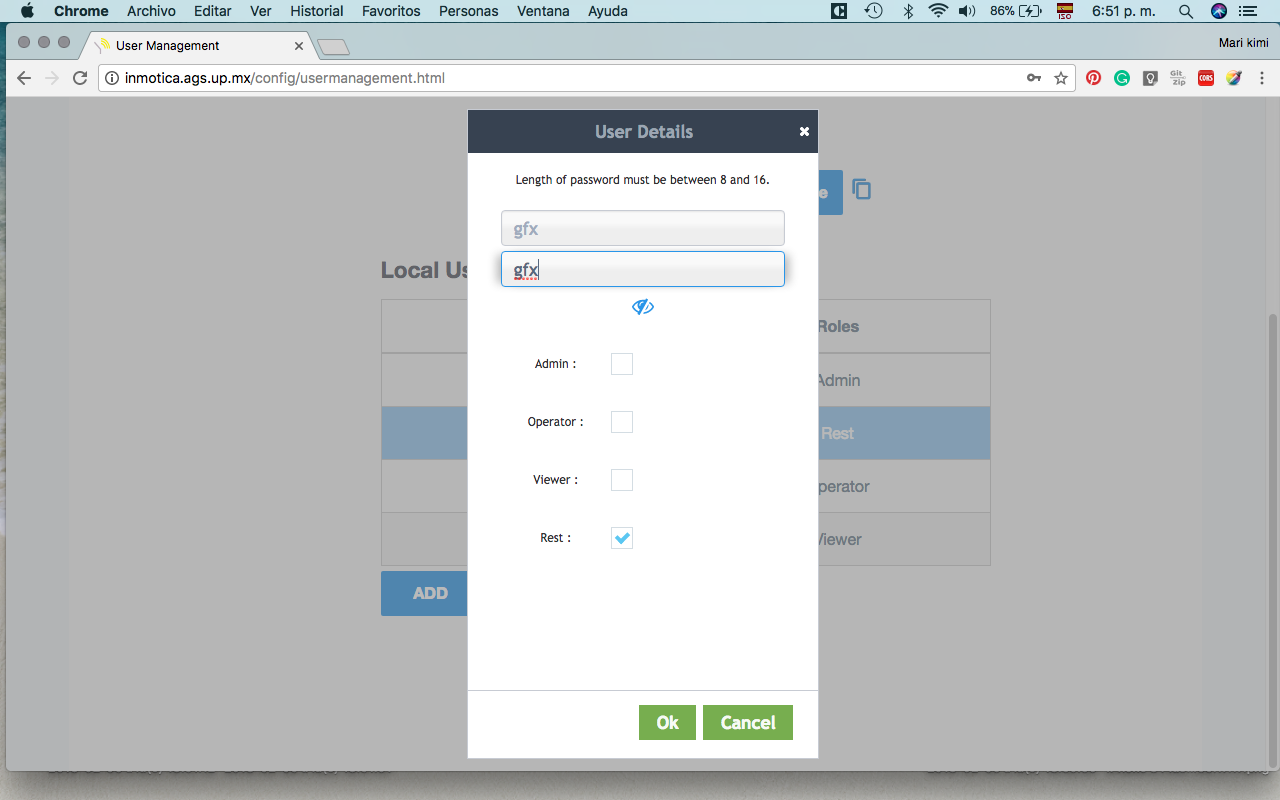 Chrome Archivo Editar Ver Historial Favoritos Personas Ventana Ayuda 86% ISO 6:51 p. m.
User Management
Mari kimi
inmotica.ags.up.mx/config/usermanagement.html
Git Zip CORS
User Details
Length of password must be between 8 and 16.
gfx
gfx
Local Us
Roles
Admin :
Admin
Operator :
Rest
Viewer :
perator
Rest :
Viewer
ADD
Ok Cancel